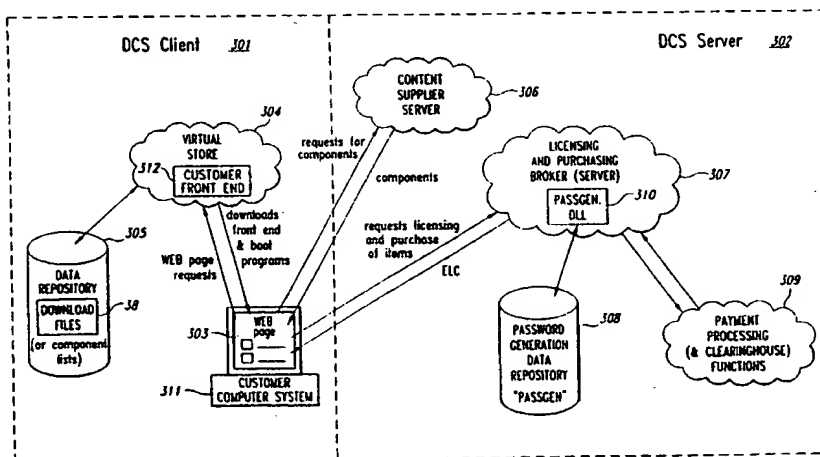 DCS Client 301
DCS Server 302
CONTENT
SUPPLIER
SERVER
306
304
VIRTUAL
STORE
312
CUSTOMER
FRONT END
requests for
components
components
LICENSING
AND PURCHASING
BROKER (SERVER)
307
PASSGEN.
DLL
310
downloads
front end
& boot
programs
WEB page
requests
requests licensing
and purchase
of items
ELC
305
DATA
REPOSITORY
DOWNLOAD
FILES
38
(or component
lists)
303
WEB
page
311
CUSTOMER
COMPUTER SYSTEM
PASSWORD
GENERATION
DATA
REPOSITORY
"PASSGEN"
308
309
PAYMENT
PROCESSING
(& CLEARINGHOUSE)
FUNCTIONS